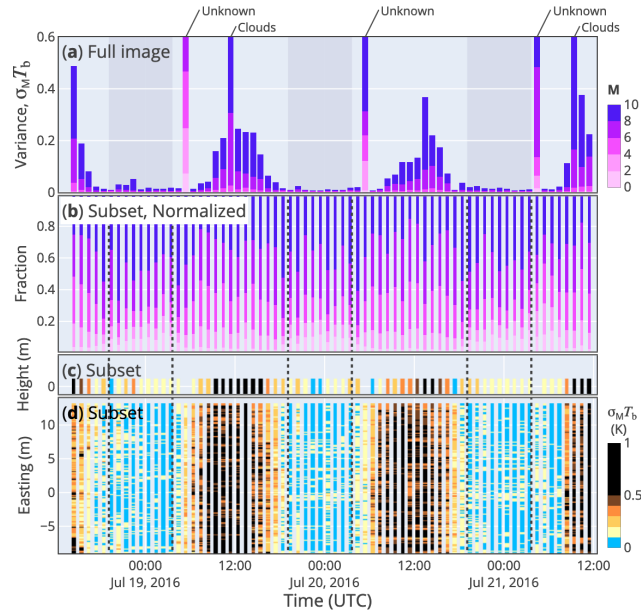 Unknown
Clouds
Unknown
Unknown
Clouds
(a) Full image
Variance, σMTb
0.6
0.4
0.2
0
M
10
8
6
4
2
0
(b) Subset, Normalized
Fraction
0.8
0.6
0.4
0.2
(c) Subset
Height (m)
0
(d) Subset
Easting (m)
10
5
0
−5
σMTb
(K)
1
0.5
0
00:00
12:00
00:00
12:00
00:00
12:00
Jul 19, 2016
Jul 20, 2016
Jul 21, 2016
Time (UTC)